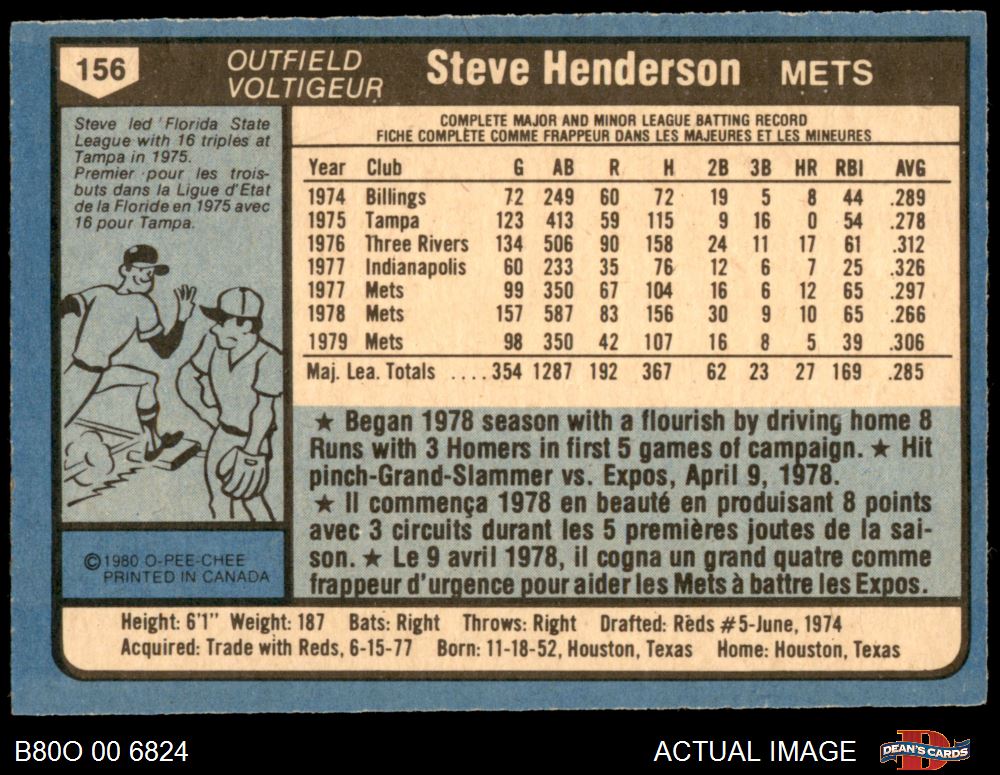 156
OUTFIELD
VOLTIGEUR
Steve Henderson METS
Steve led Florida State
League with 16 triples at
Tampa in 1975.
Premier pour les trois-
buts dans la Ligue d'Etat
de la Floride en 1975 avec
16 pour Tampa.
COMPLETE MAJOR AND MINOR LEAGUE BATTING RECORD
FICHE COMPLÈTE COMME FRAPPEUR DANS LES MAJEURES ET LES MINEURES
Year Club G AB R H 2B 3B HR RBI AVG
1974 Billings 72 249 60 72 19 5 8 44 .289
1975 Tampa 123 413 59 115 9 16 0 54 .278
1976 Three Rivers 134 506 90 158 24 11 17 61 .312
1977 Indianapolis 60 233 35 76 12 6 7 25 .326
1977 Mets 99 350 67 104 16 6 12 65 .297
1978 Mets 157 587 83 156 30 9 10 65 .266
1979 Mets 98 350 42 107 16 8 5 39 .306
Maj. Lea. Totals ....354 1287 192 367 62 23 27 169 .285
★ Began 1978 season with a flourish by driving home 8
Runs with 3 Homers in first 5 games of campaign. ★ Hit
pinch-Grand-Slammer vs. Expos, April 9, 1978.
★ Il commença 1978 en beauté en produisant 8 points
avec 3 circuits durant les 5 premières joutes de la sai-
son. ★ Le 9 avril 1978, il cogna un grand quatre comme
frappeur d'urgence pour aider les Mets à battre les Expos.
©1980 O-PEE-CHEE
PRINTED IN CANADA
Height: 6'1" Weight: 187 Bats: Right Throws: Right Drafted: Reds #5-June, 1974
Acquired: Trade with Reds, 6-15-77 Born: 11-18-52, Houston, Texas Home: Houston, Texas
B80O 00 6824
ACTUAL IMAGE
DEAN'S CARDS